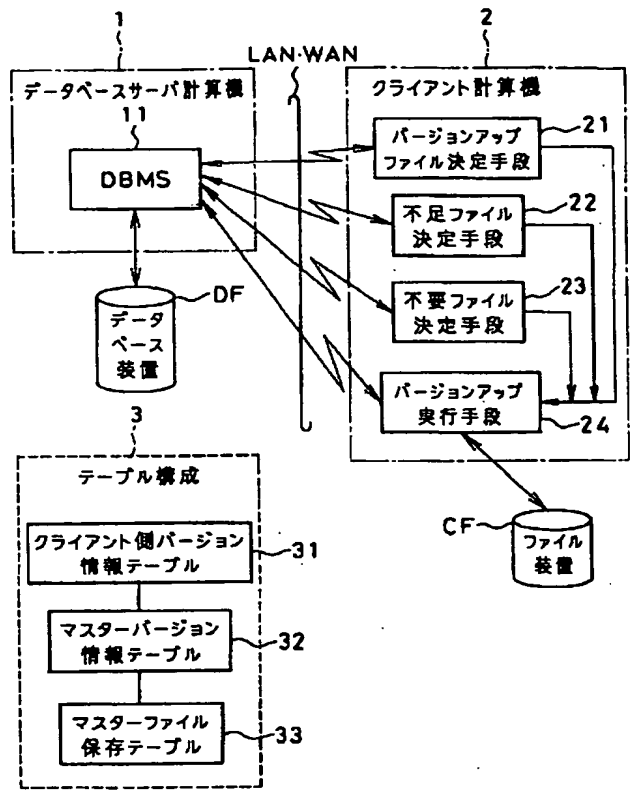 1
データベースサーバ計算機
11
DBMS
DF
データ
ベース
装置
LAN·WAN
2
クライアント計算機
バージョンアップ
ファイル決定手段
21
不足ファイル
決定手段
22
不要ファイル
決定手段
23
バージョンアップ
実行手段
24
CF
ファイル
装置
3
テーブル構成
クライアント側バージョン
情報テーブル
31
マスターバージョン
情報テーブル
32
マスターファイル
保存テーブル
33